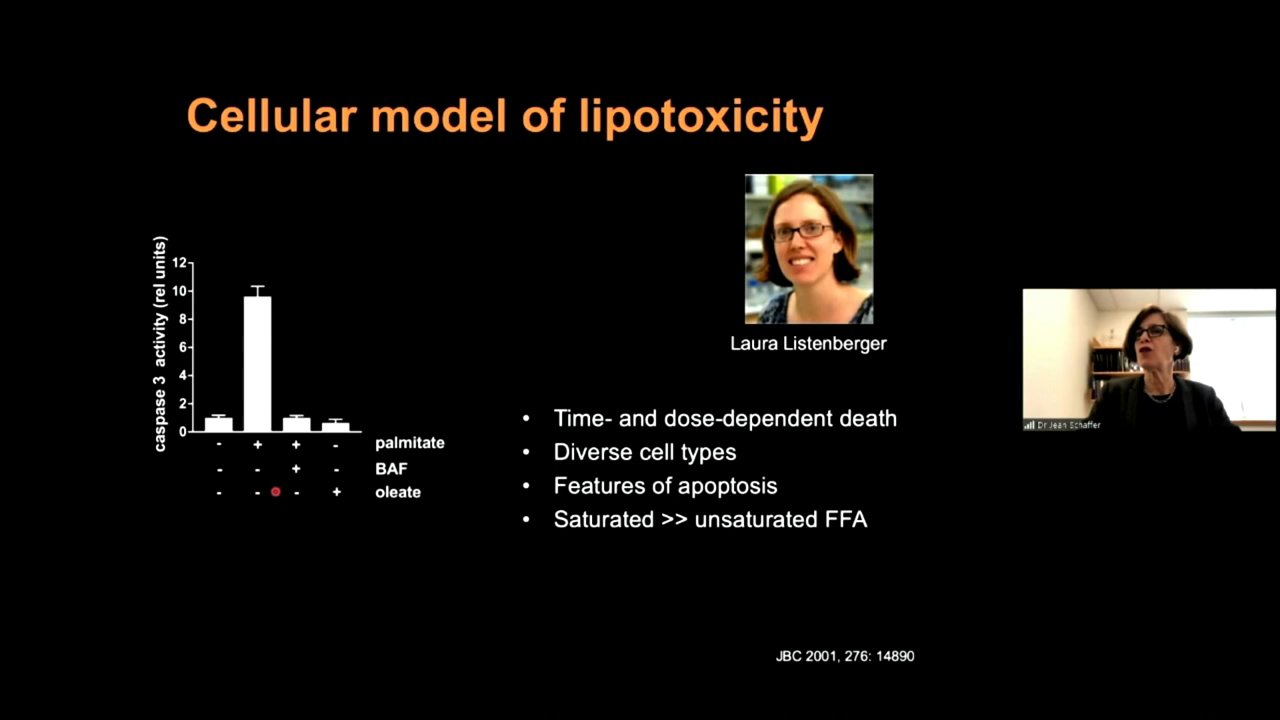 Cellular model of lipotoxicity
caspase 3 activity (rel units)
12
10
8
6
4
2
0
- + + - palmitate
- - + - BAF
- - - + oleate
Laura Listenberger
• Time- and dose-dependent death
• Diverse cell types
• Features of apoptosis
• Saturated >> unsaturated FFA
Dr Jean Schaffer
JBC 2001, 276: 14890